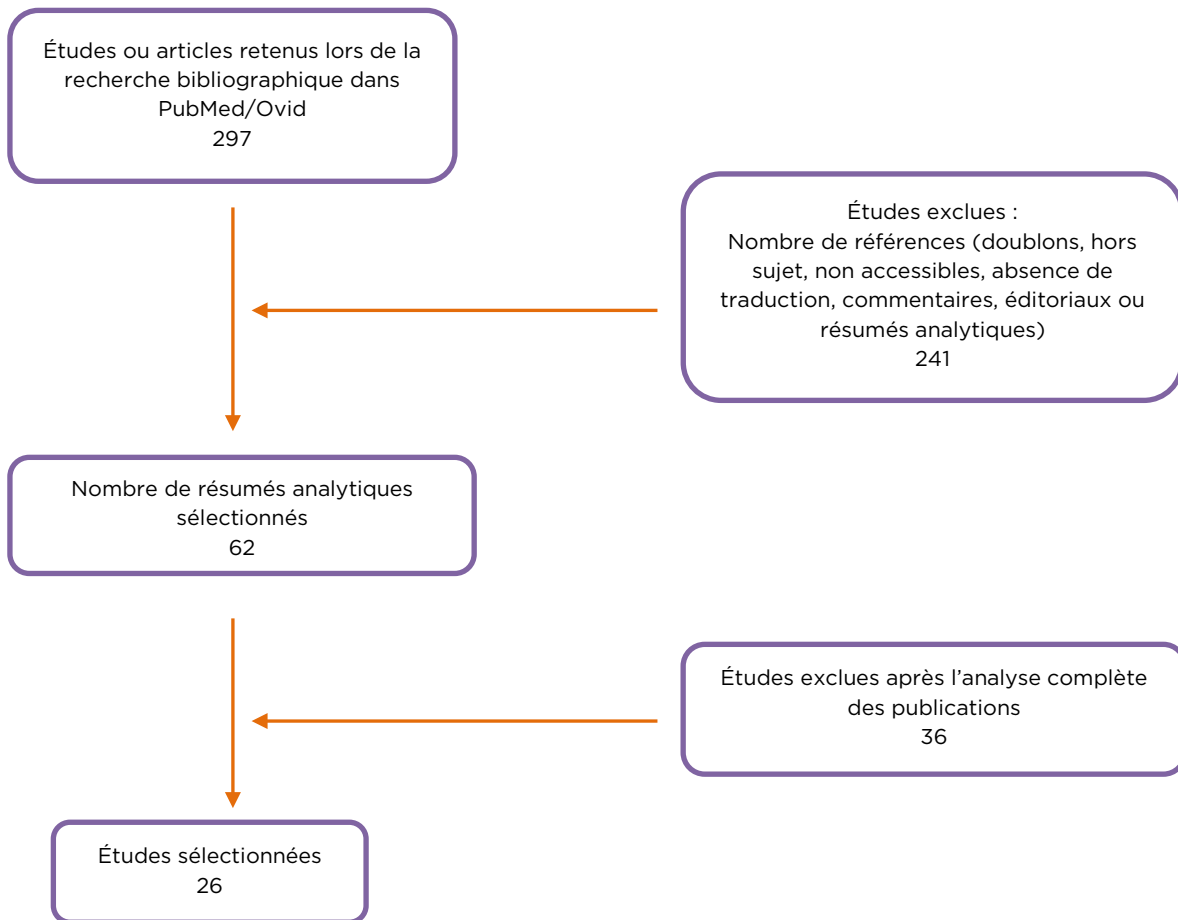 Études ou articles retenus lors de la
recherche bibliographique dans
PubMed/Ovid
297
Études exclues :
Nombre de références (doublons, hors
sujet, non accessibles, absence de
traduction, commentaires, éditoriaux ou
résumés analytiques)
241
Nombre de résumés analytiques
sélectionnés
62
Études exclues après l’analyse complète
des publications
36
Études sélectionnées
26